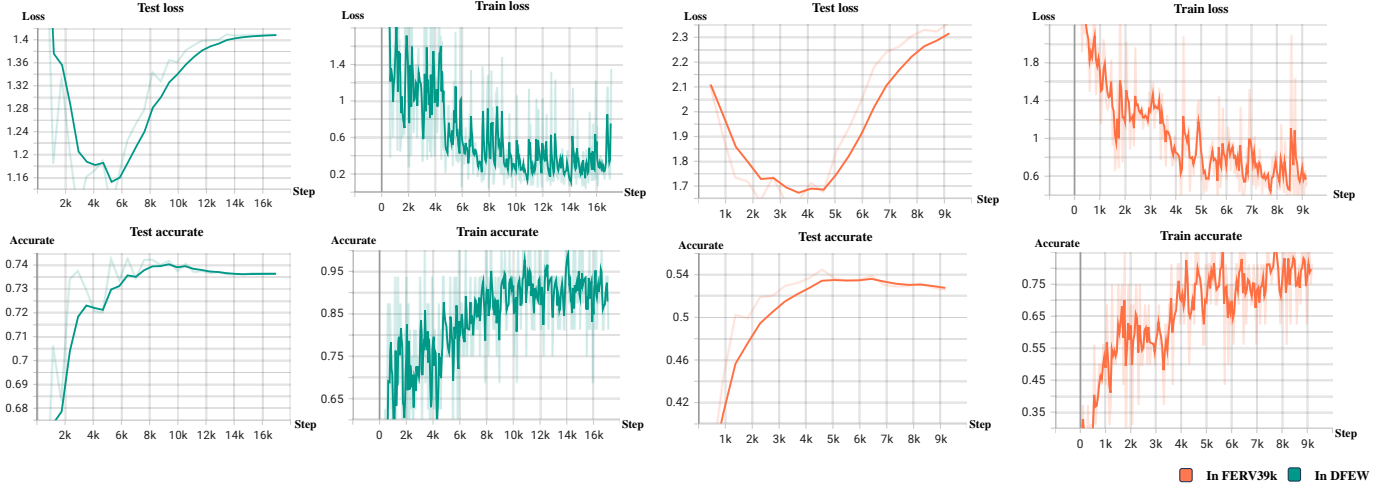 Test loss
Loss
1.4
1.36
1.32
1.28
1.24
1.2
1.16
2k 4k 6k 8k 10k 12k 14k 16k
Step
Train loss
Loss
1.4
1
0.6
0.2
0 2k 4k 6k 8k 10k 12k 14k 16k
Step
Test loss
Loss
2.3
2.2
2.1
2
1.9
1.8
1.7
1k 2k 3k 4k 5k 6k 7k 8k 9k
Step
Train loss
Loss
1.8
1.4
1
0.6
0 1k 2k 3k 4k 5k 6k 7k 8k 9k
Step
Test accurate
Accurate
0.74
0.73
0.72
0.71
0.7
0.69
0.68
2k 4k 6k 8k 10k 12k 14k 16k
Step
Train accurate
Accurate
0.95
0.85
0.75
0.65
0 2k 4k 6k 8k 10k 12k 14k 16k
Step
Test accurate
Accurate
0.54
0.5
0.46
0.42
1k 2k 3k 4k 5k 6k 7k 8k 9k
Step
Train accurate
Accurate
0.75
0.65
0.55
0.45
0.35
0 1k 2k 3k 4k 5k 6k 7k 8k 9k
Step
In FERV39k In DFEW